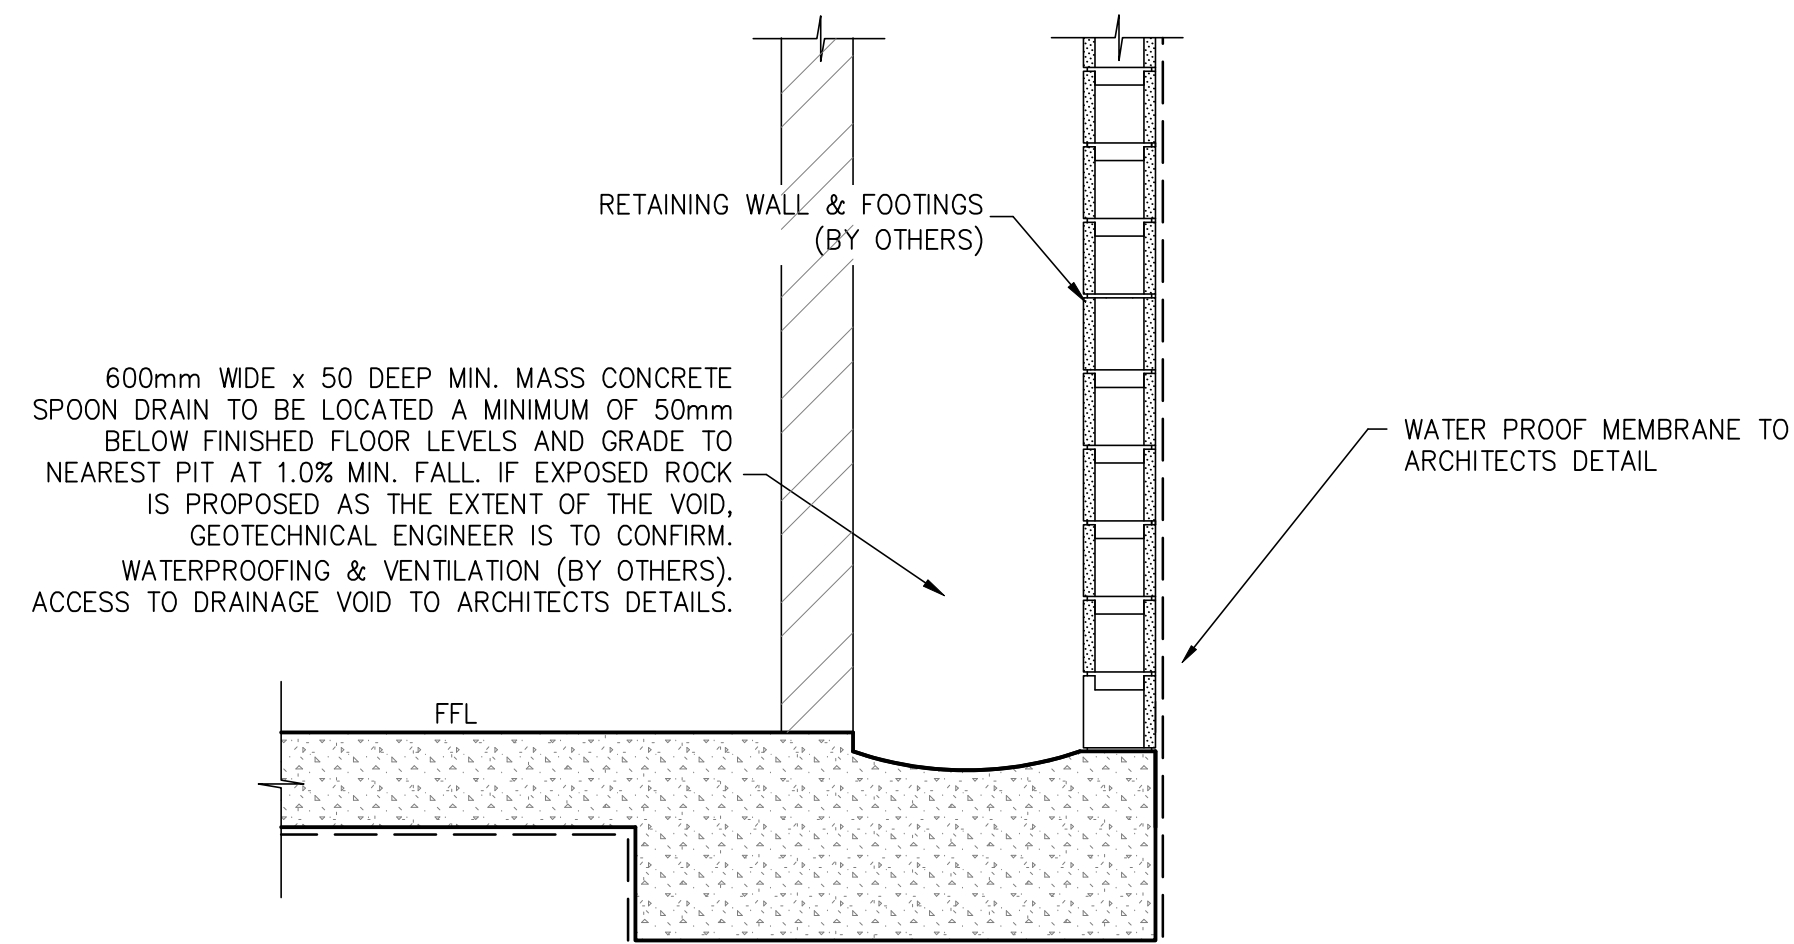 RETAINING WALL & FOOTINGS
(BY OTHERS)
600mm WIDE x 50 DEEP MIN. MASS CONCRETE
SPOON DRAIN TO BE LOCATED A MINIMUM OF 50mm
BELOW FINISHED FLOOR LEVELS AND GRADE TO
NEAREST PIT AT 1.0% MIN. FALL. IF EXPOSED ROCK
IS PROPOSED AS THE EXTENT OF THE VOID,
GEOTECHNICAL ENGINEER IS TO CONFIRM.
WATERPROOFING & VENTILATION (BY OTHERS).
ACCESS TO DRAINAGE VOID TO ARCHITECTS DETAILS.
WATER PROOF MEMBRANE TO
ARCHITECTS DETAIL
FFL